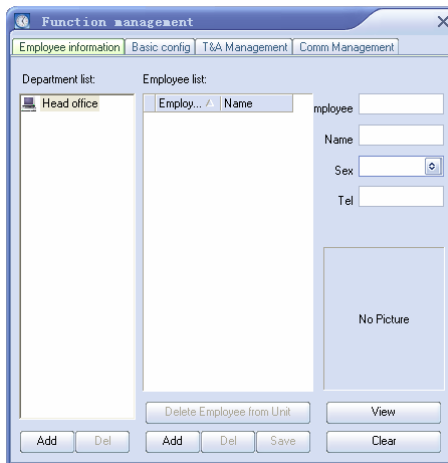 Function management
Employee information Basic config T&A Management Comm Management
Department list:
Employee list:
Head office
Employ... Name
mployee
Name
Sex
Tel
No Picture
Delete Employee from Unit
View
Add Del
Add Del Save
Clear